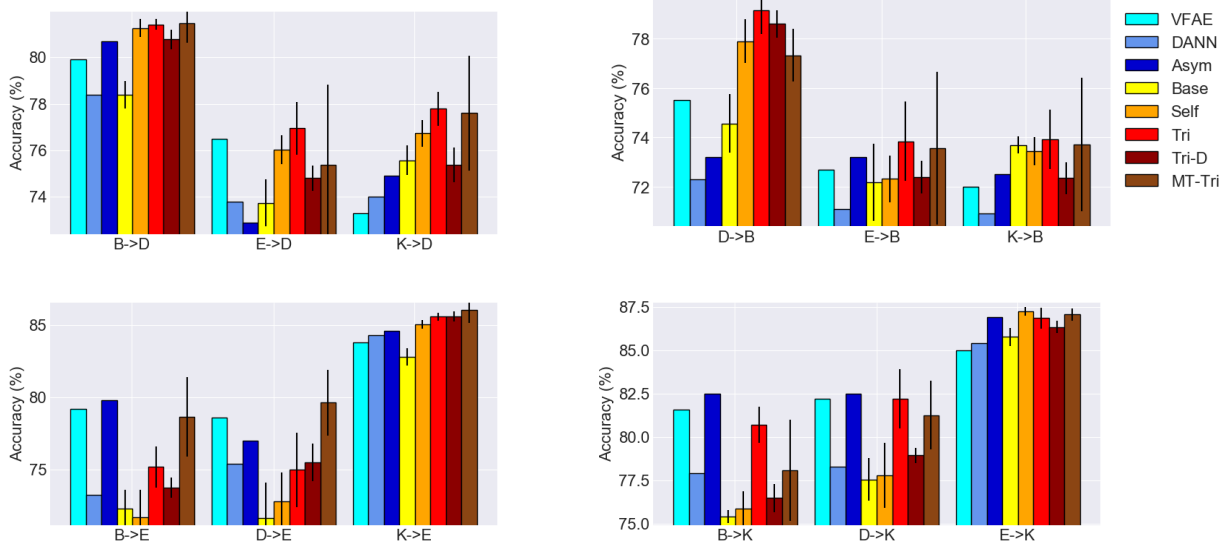 Accuracy (%)
80
78
76
74
B->D
E->D
K->D
Accuracy (%)
78
76
74
72
D->B
E->B
K->B
VFAE
DANN
Asym
Base
Self
Tri
Tri-D
MT-Tri
Accuracy (%)
85
80
75
B->E
D->E
K->E
Accuracy (%)
87.5
85.0
82.5
80.0
77.5
75.0
B->K
D->K
E->K